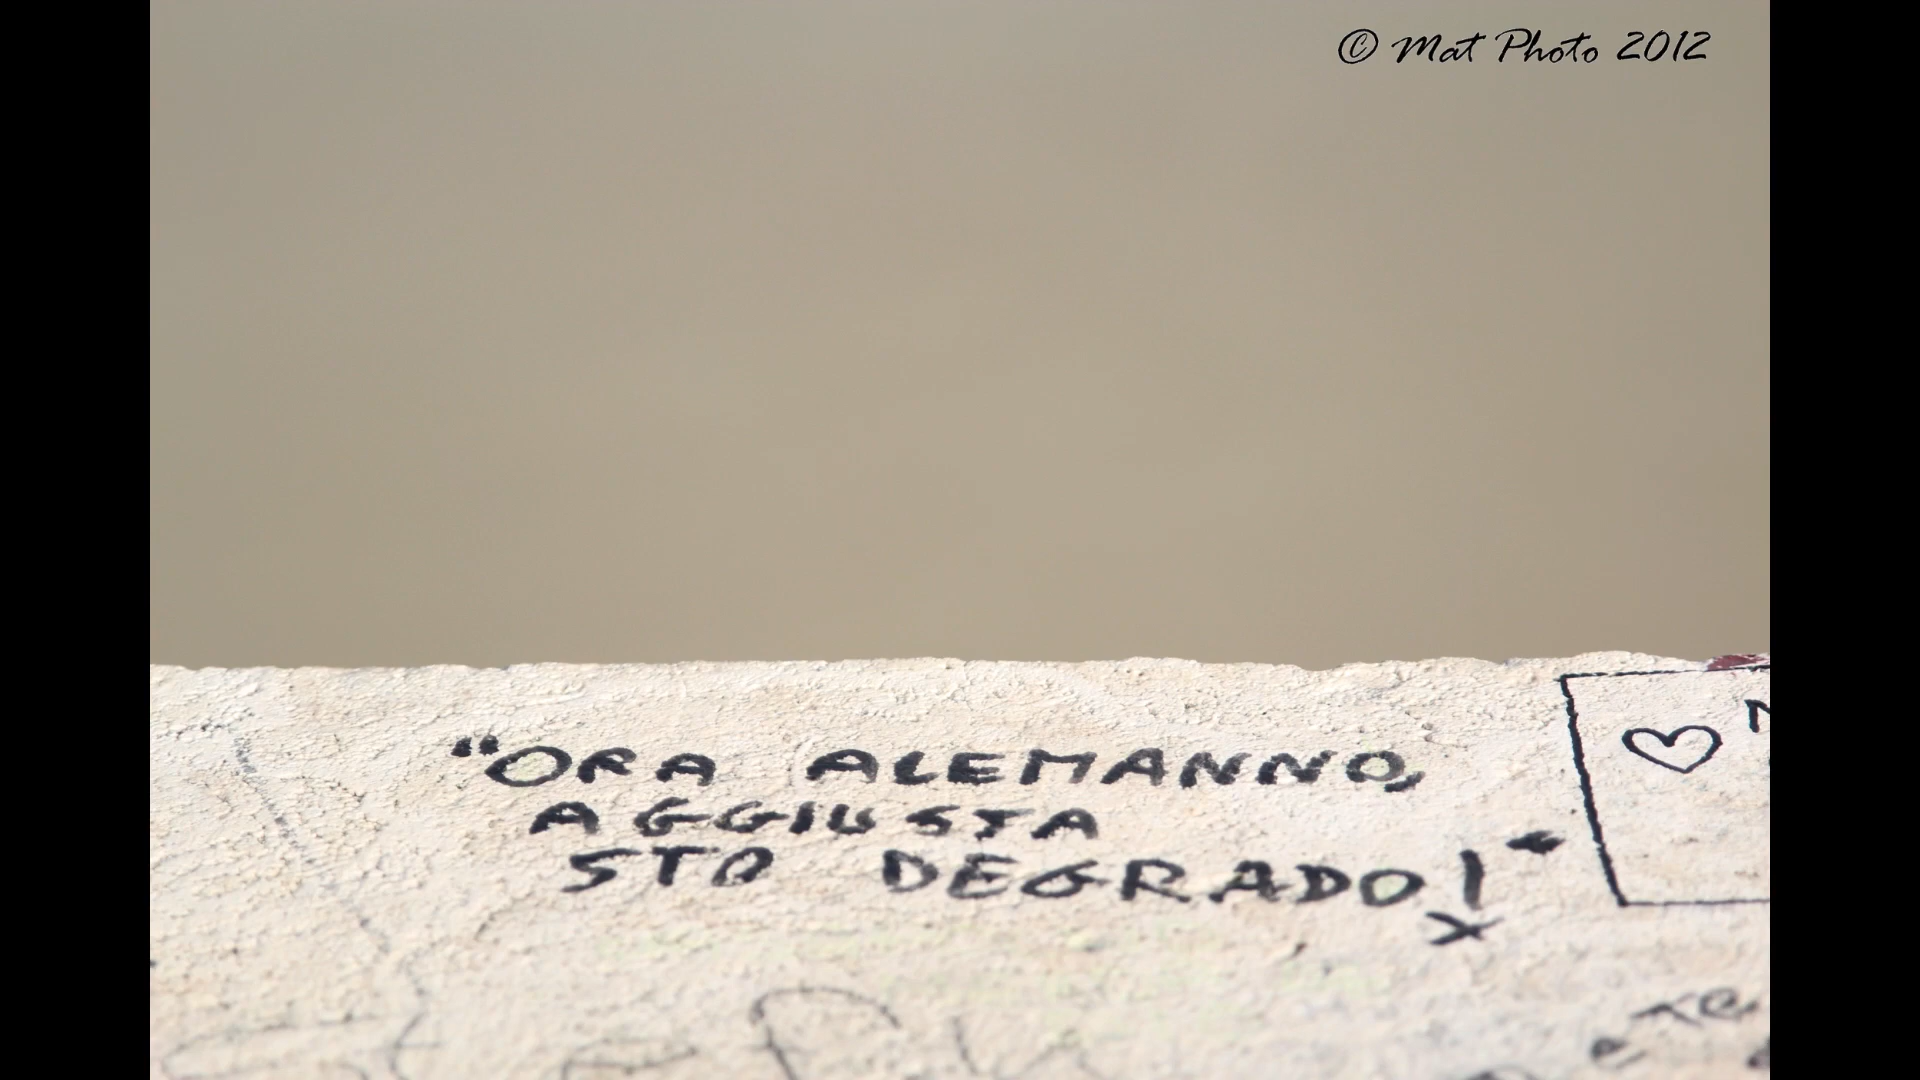 © Mat Photo 2012
"ORA ALEMANNO,
AGGIUSTA
STO DEGRADO!"